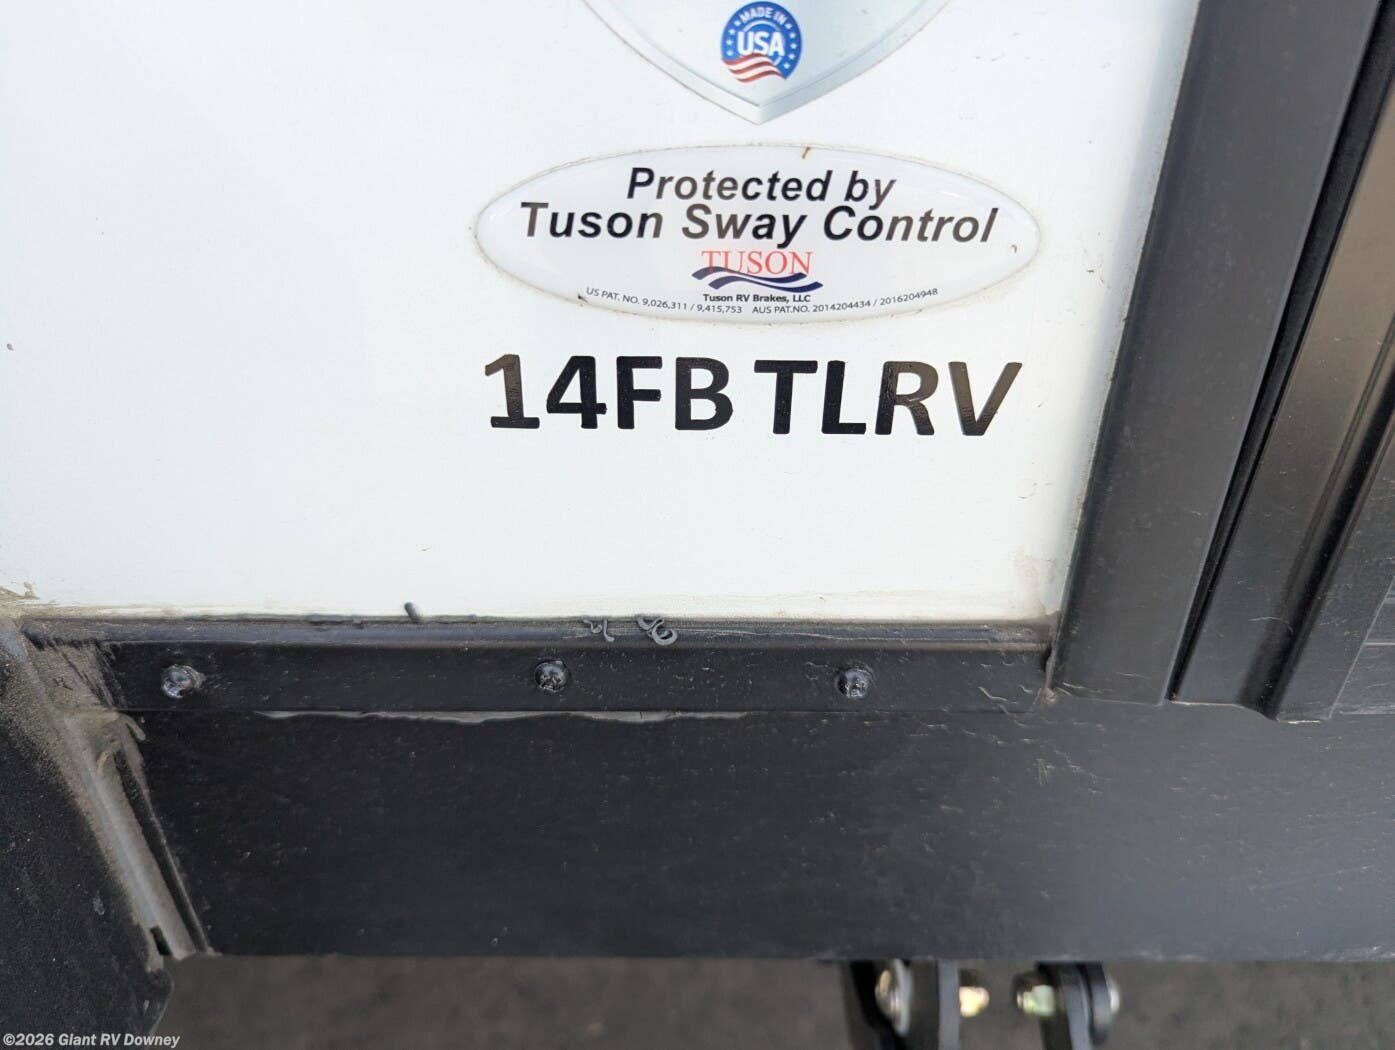 MADE IN
USA
Protected by
Tuson Sway Control
TUSON
Tuson RV Brakes, LLC
US PAT. NO. 9,026,311 / 9,415,753 AUS PAT.NO. 2014204434 / 2016204948
14FB TLRV
©2026 Giant RV Downey